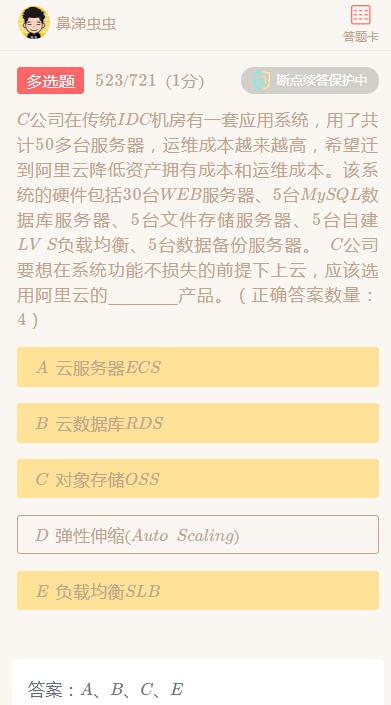 鼻涕虫虫
答题卡
多选题 523/721 (1分) 断点续答保护中
C公司在传统IDC机房有一套应用系统，用了共
计50多台服务器，运维成本越来越高，希望迁
到阿里云降低资产拥有成本和运维成本。该系
统的硬件包括30台WEB服务器、5台MySQL数
据库服务器、5台文件存储服务器、5台自建
LV S负载均衡、5台数据备份服务器。 C公司
要想在系统功能不损失的前提下上云，应该选
用阿里云的________产品。（正确答案数量：
4）
A 云服务器ECS
B 云数据库RDS
C 对象存储OSS
D 弹性伸缩(Auto Scaling)
E 负载均衡SLB
答案：A、B、C、E